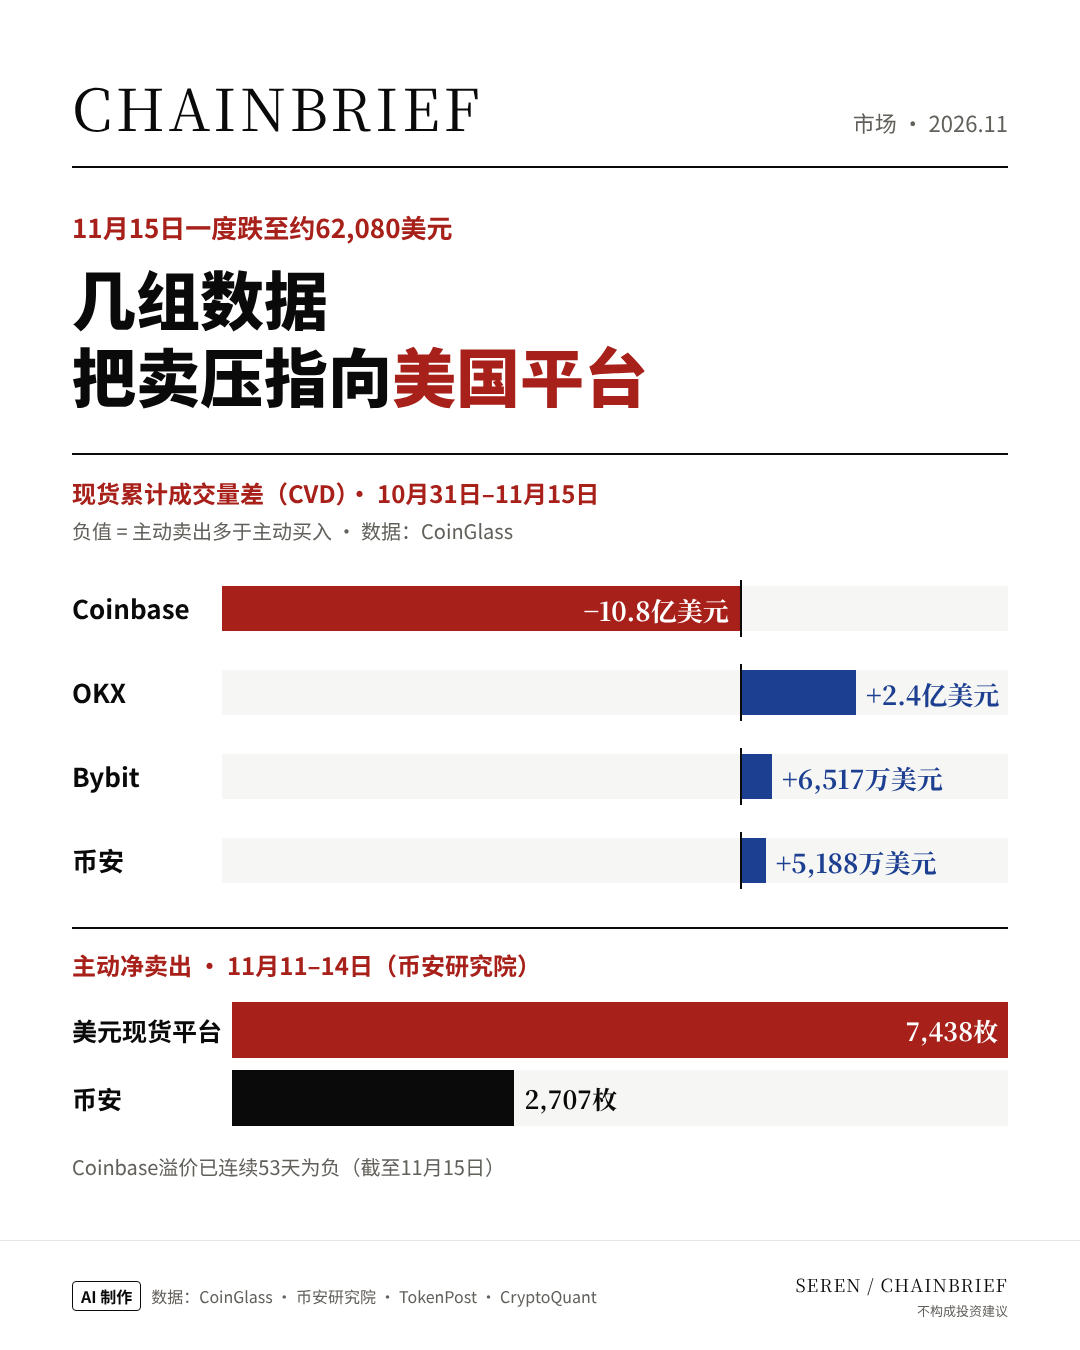 CHAINBRIEF
市场 · 2026.11
11月15日一度跌至约62,080美元
几组数据
把卖压指向美国平台
现货累计成交量差（CVD）· 10月31日–11月15日
负值 = 主动卖出多于主动买入 · 数据：CoinGlass
Coinbase −10.8亿美元
OKX +2.4亿美元
Bybit +6,517万美元
币安 +5,188万美元
主动净卖出 · 11月11–14日（币安研究院）
美元现货平台 7,438枚
币安 2,707枚
Coinbase溢价已连续53天为负（截至11月15日）
AI 制作 数据：CoinGlass · 币安研究院 · TokenPost · CryptoQuant
SEREN / CHAINBRIEF
不构成投资建议